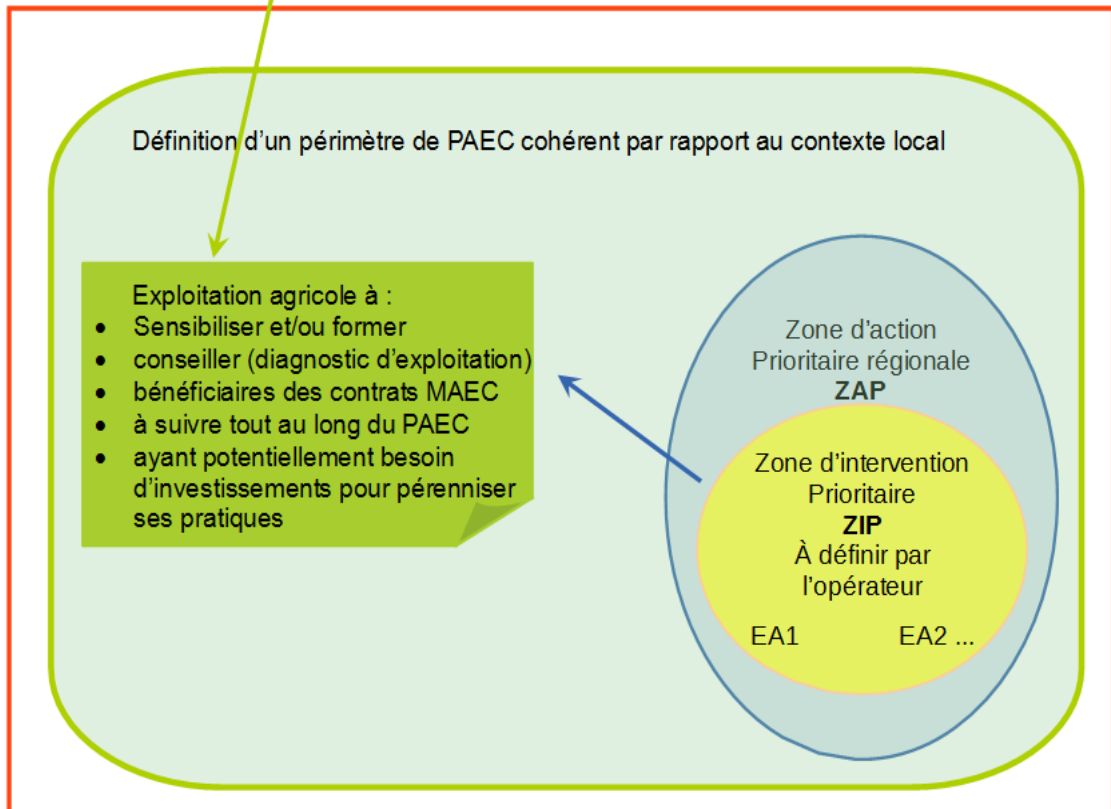 Définition d'un périmètre de PAEC cohérent par rapport au contexte local
Exploitation agricole à :
• Sensibiliser et/ou former
• conseiller (diagnostic d'exploitation)
• bénéficiaires des contrats MAEC
• à suivre tout au long du PAEC
• ayant potentiellement besoin
d'investissements pour pérenniser
ses pratiques
Zone d'action
Prioritaire régionale
ZAP
Zone d'intervention
Prioritaire
ZIP
À définir par
l'opérateur
EA1 EA2 ...